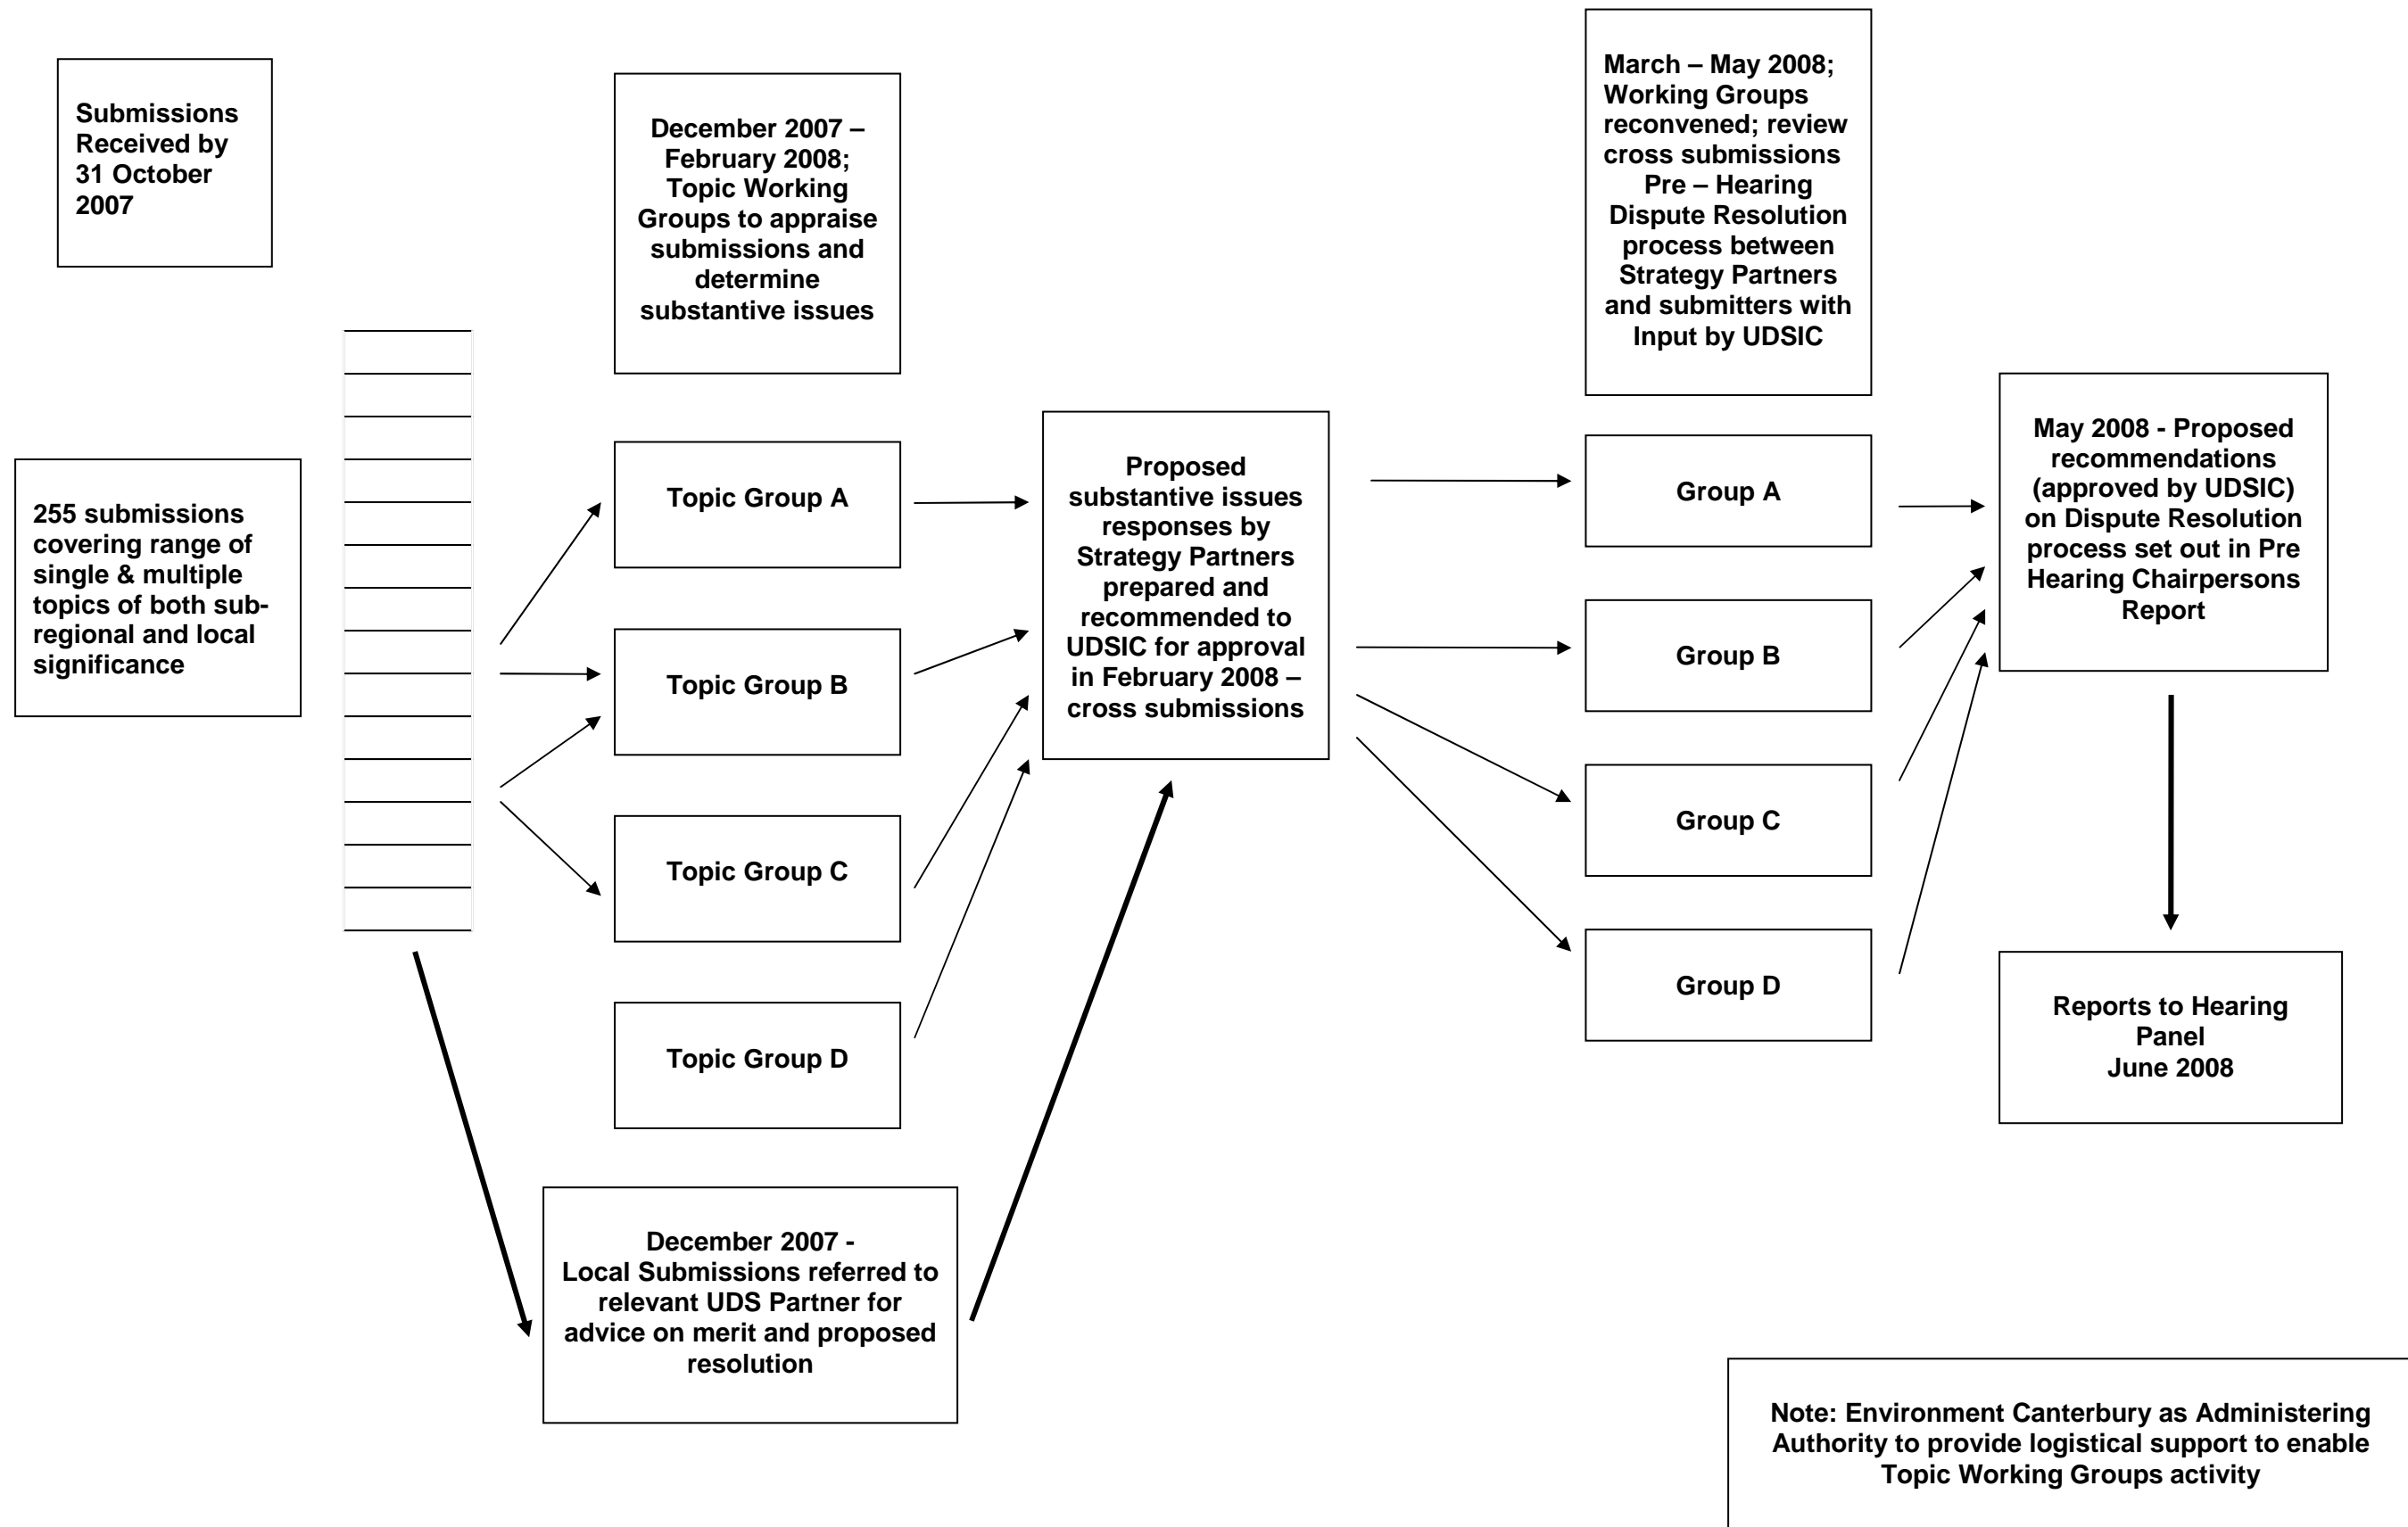 Submissions
Received by
31 October
2007
255 submissions
covering range of
single & multiple
topics of both sub-
regional and local
significance
December 2007 –
February 2008;
Topic Working
Groups to appraise
submissions and
determine
substantive issues
Topic Group A
Topic Group B
Topic Group C
Topic Group D
December 2007 -
Local Submissions referred to
relevant UDS Partner for
advice on merit and proposed
resolution
Proposed
substantive issues
responses by
Strategy Partners
prepared and
recommended to
UDSIC for approval
in February 2008 –
cross submissions
March – May 2008;
Working Groups
reconvened; review
cross submissions
Pre – Hearing
Dispute Resolution
process between
Strategy Partners
and submitters with
Input by UDSIC
Group A
Group B
Group C
Group D
May 2008 - Proposed
recommendations
(approved by UDSIC)
on Dispute Resolution
process set out in Pre
Hearing Chairpersons
Report
Reports to Hearing
Panel
June 2008
Note: Environment Canterbury as Administering
Authority to provide logistical support to enable
Topic Working Groups activity